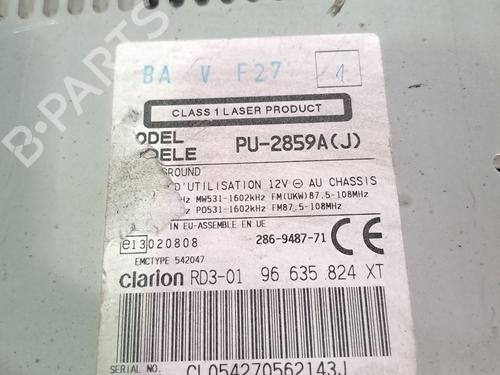 BA V F27 1
CLASS 1 LASER PRODUCT
ODEL
DELE PU-2859A(J)
GROUND
D'UTILISATION 12V ⊖ AU CHASSIS
Hz MW531-1602kHz FM(UKW)87.5-108MHz
z PO531-1602kHz FM87.5-108MHz
IN EU-ASSEMBLE EN UE
e13 020808 286-9487-71 CE
EMCTYPE 542047
clarion RD3-01 96 635 824 XT
SERIAL NO. CL054270562143J